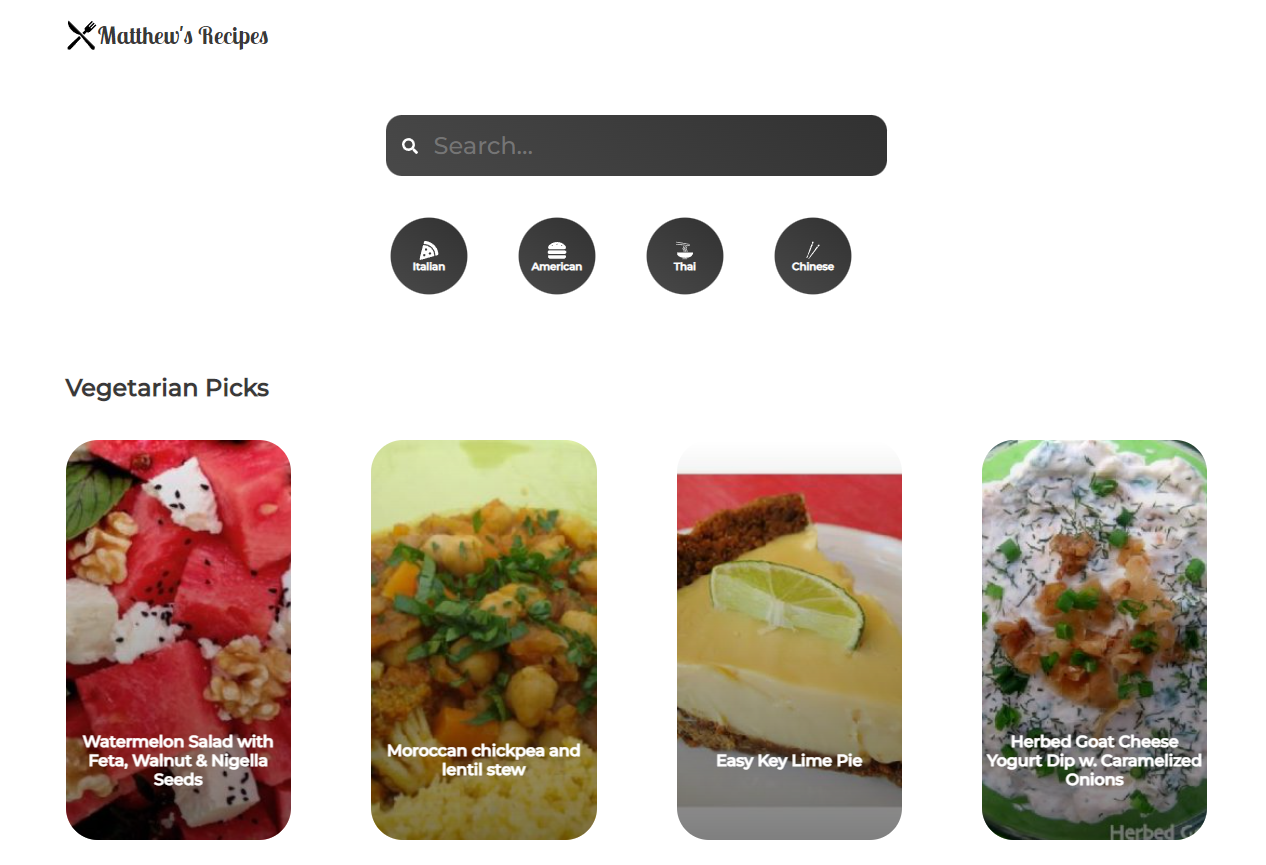 Matthew's Recipes
Search...
Italian
American
Thai
Chinese
Vegetarian Picks
Watermelon Salad with
Feta, Walnut & Nigella
Seeds
Moroccan chickpea and
lentil stew
Easy Key Lime Pie
Herbed Goat Cheese
Yogurt Dip w. Caramelized
Onions
Herbed